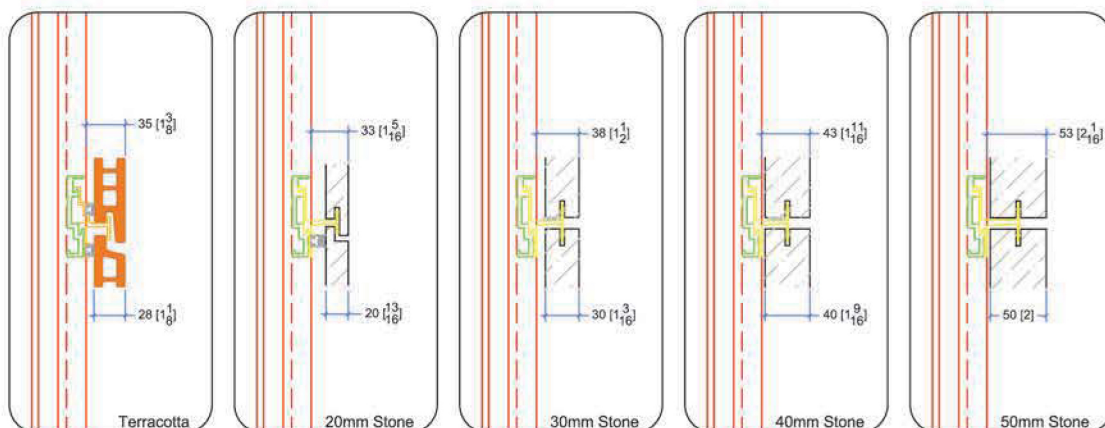 35 [1 3/8]
28 [1 1/8]
Terracotta
33 [1 5/16]
20 [13/16]
20mm Stone
38 [1 1/2]
30 [1 3/16]
30mm Stone
43 [1 11/16]
40 [1 9/16]
40mm Stone
53 [2 1/16]
50 [2]
50mm Stone